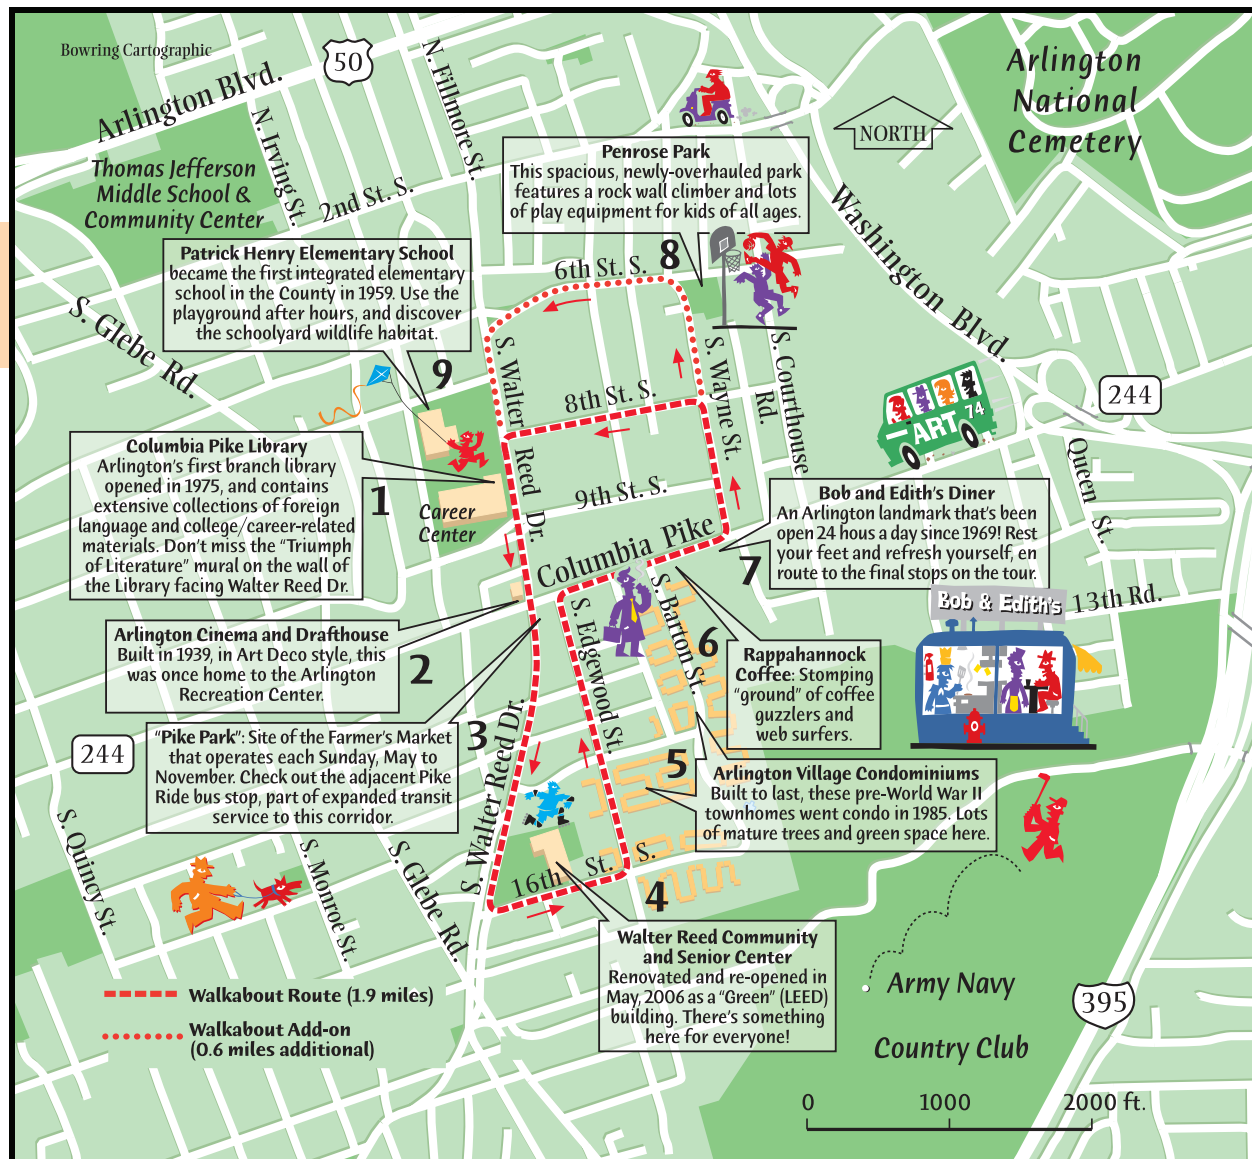 Bowring Cartographic
50
Arlington Blvd.
N. Fillmore St.
N. Irving St.
2nd St. S.
Arlington
National
Cemetery
NORTH
Thomas Jefferson
Middle School &
Community Center
Penrose Park
This spacious, newly-overhauled park
features a rock wall climber and lots
of play equipment for kids of all ages.
8
Washington Blvd.
Patrick Henry Elementary School
became the first integrated elementary
school in the County in 1959. Use the
playground after hours, and discover
the schoolyard wildlife habitat.
9
6th St. S.
S. Glebe Rd.
S. Walter
Reed Dr.
8th St. S.
S. Wayne St.
S. Courthouse
Rd.
ART
74
244
Queen St.
Columbia Pike Library
Arlington's first branch library
opened in 1975, and contains
extensive collections of foreign
language and college/career-related
materials. Don't miss the "Triumph
of Literature" mural on the wall of
the Library facing Walter Reed Dr.
1
Career
Center
9th St. S.
Columbia Pike
Bob and Edith's Diner
An Arlington landmark that's been
open 24 hous a day since 1969! Rest
your feet and refresh yourself, en
route to the final stops on the tour.
7
Bob & Edith's
13th Rd.
Arlington Cinema and Drafthouse
Built in 1939, in Art Deco style, this
was once home to the Arlington
Recreation Center.
2
S. Edgewood St.
S. Barton St.
6
Rappahannock
Coffee: Stomping
"ground" of coffee
guzzlers and
web surfers.
"Pike Park": Site of the Farmer's Market
that operates each Sunday, May to
November. Check out the adjacent Pike
Ride bus stop, part of expanded transit
service to this corridor.
3
244
S. Walter Reed Dr.
5
Arlington Village Condominiums
Built to last, these pre-World War II
townhomes went condo in 1985. Lots
of mature trees and green space here.
S. Quincy St.
S. Monroe St.
S. Glebe Rd.
16th St. S.
4
Walter Reed Community
and Senior Center
Renovated and re-opened in
May, 2006 as a "Green" (LEED)
building. There's something
here for everyone!
Army Navy
Country Club
395
Walkabout Route (1.9 miles)
Walkabout Add-on
(0.6 miles additional)
0 1000 2000 ft.